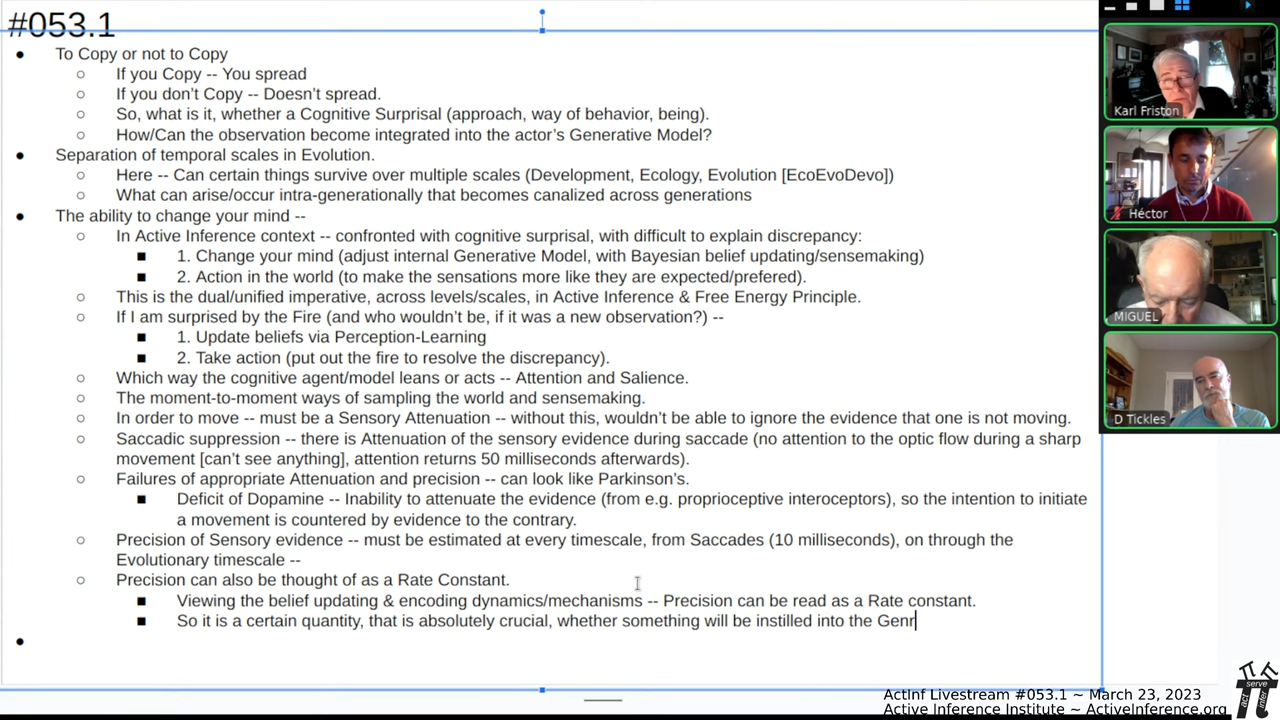 #053.1
● To Copy or not to Copy
○ If you Copy -- You spread
○ If you don't Copy -- Doesn't spread.
○ So, what is it, whether a Cognitive Surprisal (approach, way of behavior, being).
○ How/Can the observation become integrated into the actor's Generative Model?
● Separation of temporal scales in Evolution.
○ Here -- Can certain things survive over multiple scales (Development, Ecology, Evolution [EcoEvoDevo])
○ What can arise/occur intra-generationally that becomes canalized across generations
● The ability to change your mind --
○ In Active Inference context -- confronted with cognitive surprisal, with difficult to explain discrepancy:
■ 1. Change your mind (adjust internal Generative Model, with Bayesian belief updating/sensemaking)
■ 2. Action in the world (to make the sensations more like they are expected/prefered).
○ This is the dual/unified imperative, across levels/scales, in Active Inference & Free Energy Principle.
○ If I am surprised by the Fire (and who wouldn't be, if it was a new observation?) --
■ 1. Update beliefs via Perception-Learning
■ 2. Take action (put out the fire to resolve the discrepancy).
○ Which way the cognitive agent/model leans or acts -- Attention and Salience.
○ The moment-to-moment ways of sampling the world and sensemaking.
○ In order to move -- must be a Sensory Attenuation -- without this, wouldn't be able to ignore the evidence that one is not moving.
○ Saccadic suppression -- there is Attenuation of the sensory evidence during saccade (no attention to the optic flow during a sharp
movement [can't see anything], attention returns 50 milliseconds afterwards).
○ Failures of appropriate Attenuation and precision -- can look like Parkinson's.
■ Deficit of Dopamine -- Inability to attenuate the evidence (from e.g. proprioceptive interoceptors), so the intention to initiate
a movement is countered by evidence to the contrary.
○ Precision of Sensory evidence -- must be estimated at every timescale, from Saccades (10 milliseconds), on through the
Evolutionary timescale --
○ Precision can also be thought of as a Rate Constant.
■ Viewing the belief updating & encoding dynamics/mechanisms -- Precision can be read as a Rate constant.
■ So it is a certain quantity, that is absolutely crucial, whether something will be instilled into the Genr
●
Karl Friston
Héctor
MIGUEL
D Tickles
ActInf Livestream #053.1 ~ March 23, 2023
Active Inference Institute ~ ActiveInference.org
serve
act
infer